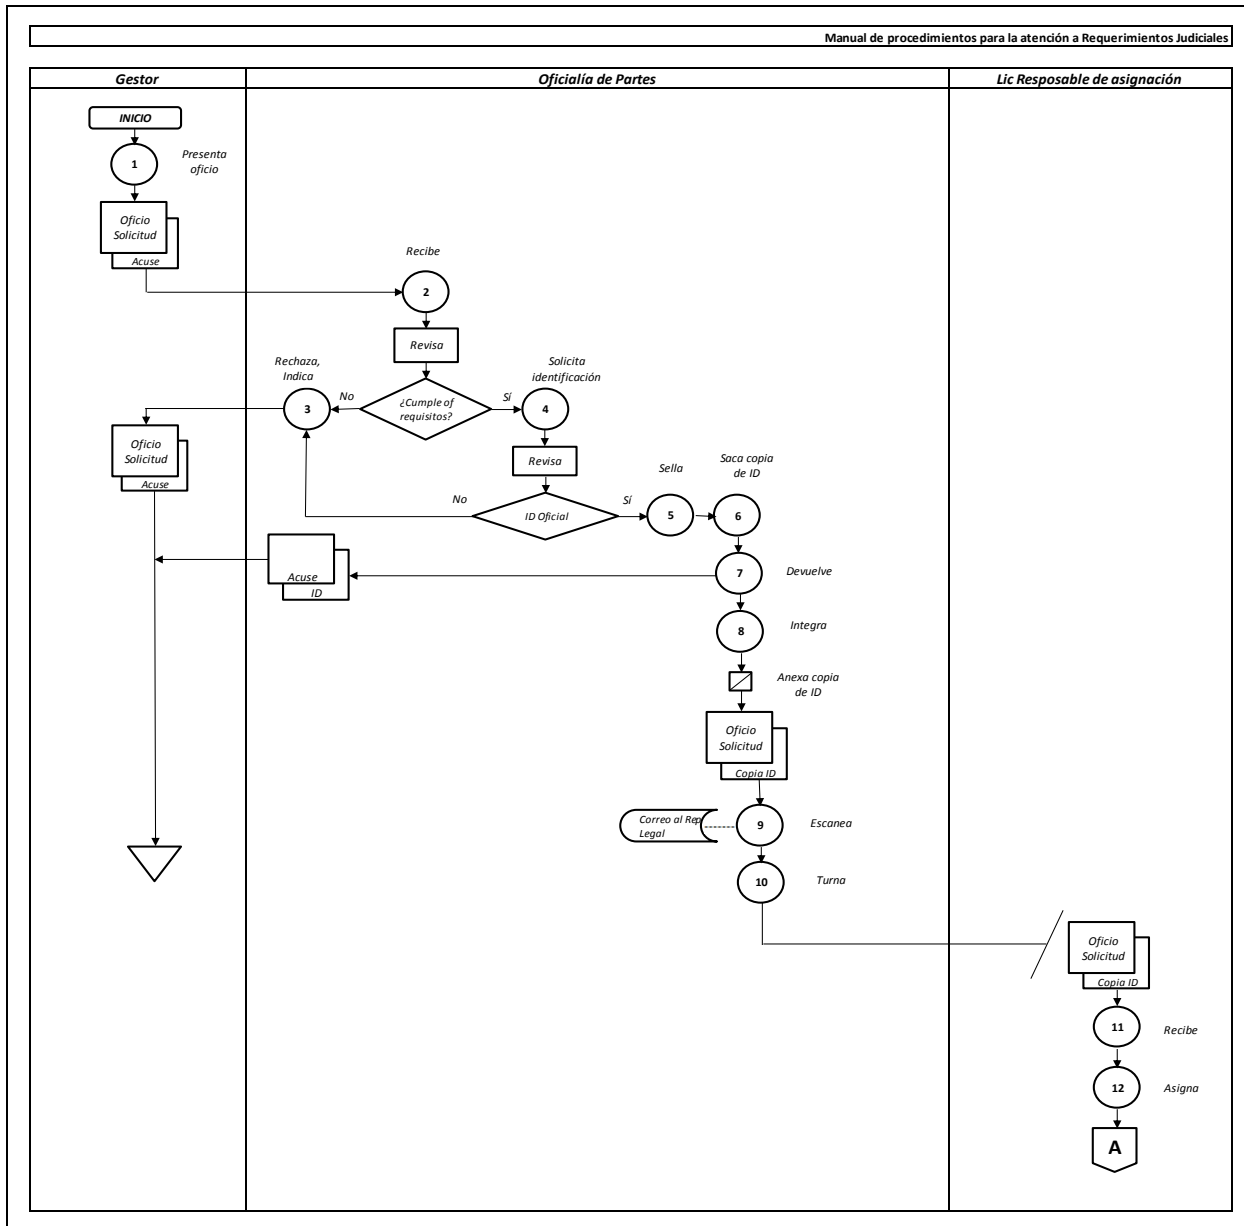 Manual de procedimientos para la atención a Requerimientos Judiciales
Gestor
Oficialía de Partes
Lic Resposable de asignación
INICIO
1
Presenta
oficio
Oficio
Solicitud
Acuse
Recibe
2
Revisa
Rechaza,
Indica
Solicita
identificación
No
¿Cumple of
requisitos?
Sí
3
4
Oficio
Solicitud
Acuse
Revisa
Sella
Saca copia
de ID
No
ID Oficial
Sí
5
6
Acuse
ID
7
Devuelve
8
Integra
Anexa copia
de ID
Oficio
Solicitud
Copia ID
Correo al Rep
Legal
9
Escanea
10
Turna
Oficio
Solicitud
Copia ID
11
Recibe
12
Asigna
A